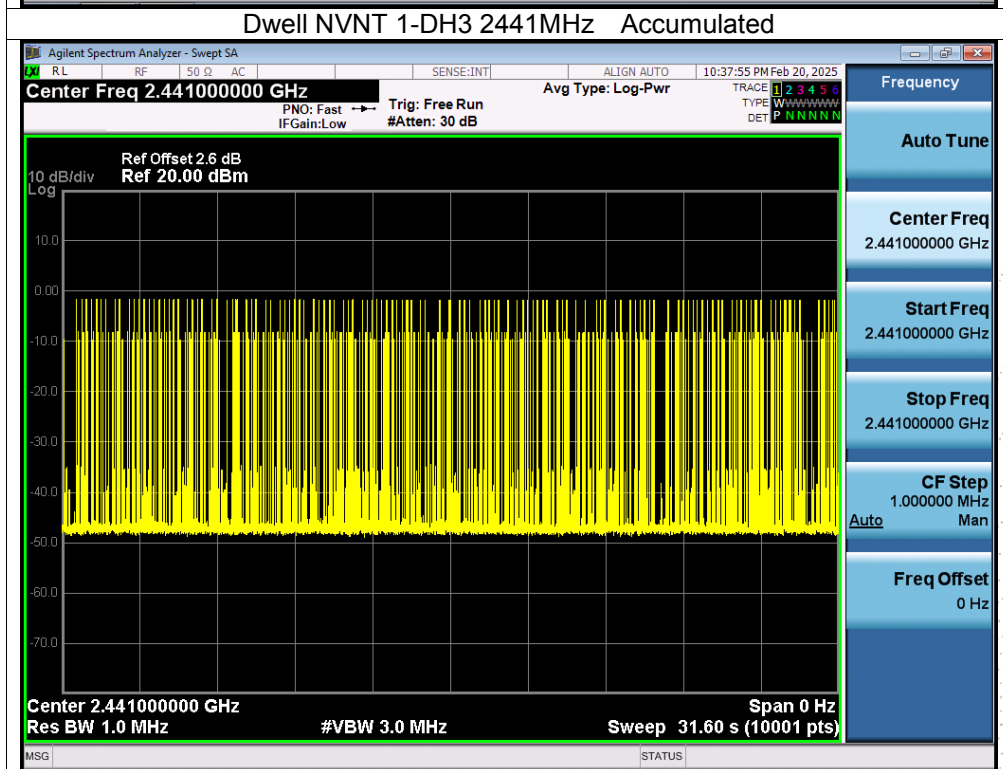 Dwell NVNT 1-DH3 2441MHz Accumulated
Agilent Spectrum Analyzer - Swept SA
LXI RL RF 50 Ω AC SENSE:INT ALIGN AUTO 10:37:55 PM Feb 20, 2025
Center Freq 2.441000000 GHz
PNO: Fast
IFGain:Low
Trig: Free Run
#Atten: 30 dB
Avg Type: Log-Pwr
TRACE 1 2 3 4 5 6
TYPE WWWWWWW
DET P N N N N N
Frequency
Auto Tune
Center Freq
2.441000000 GHz
Start Freq
2.441000000 GHz
Stop Freq
2.441000000 GHz
CF Step
1.000000 MHz
Auto Man
Freq Offset
0 Hz
Ref Offset 2.6 dB
10 dB/div Ref 20.00 dBm
Log
10.0
0.00
-10.0
-20.0
-30.0
-40.0
-50.0
-60.0
-70.0
Center 2.441000000 GHz Span 0 Hz
Res BW 1.0 MHz #VBW 3.0 MHz Sweep 31.60 s (10001 pts)
MSG STATUS